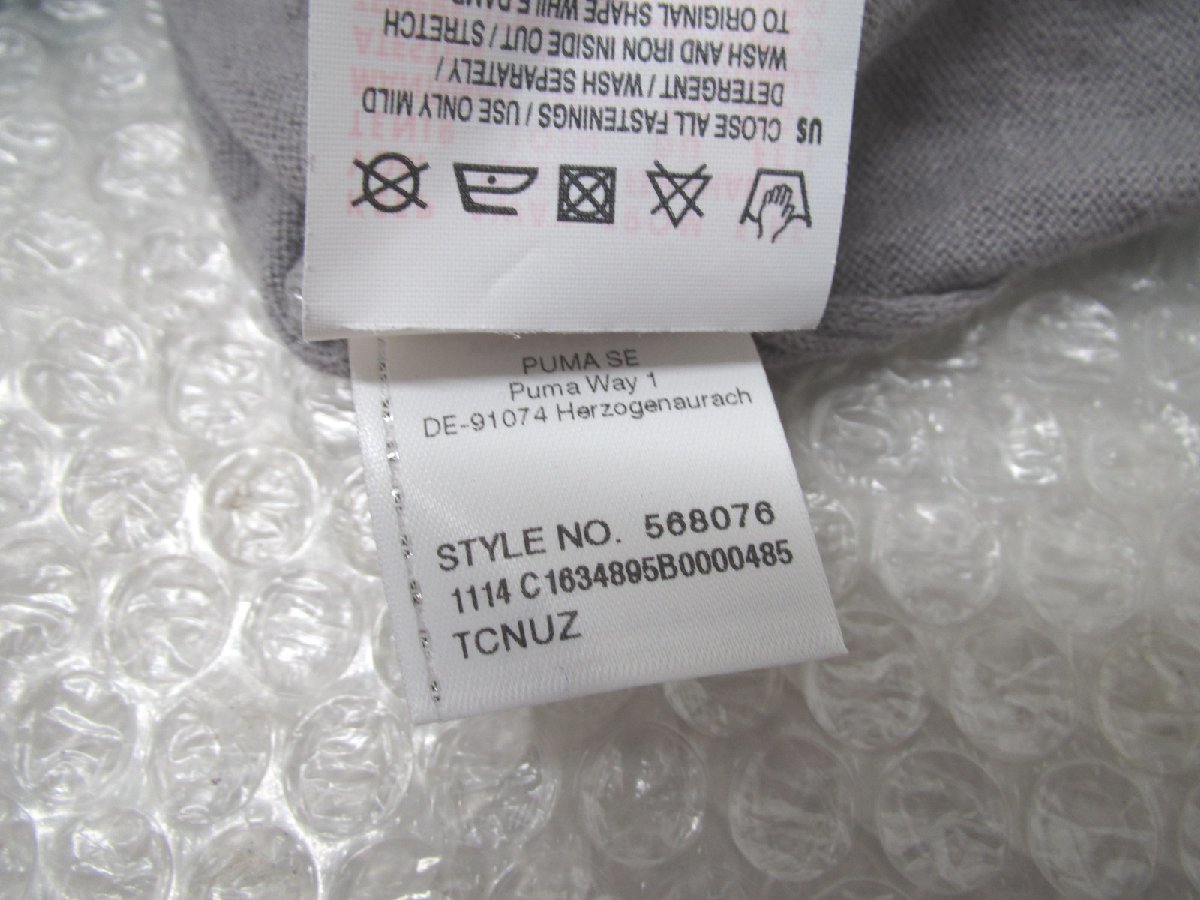 US CLOSE ALL FASTENINGS / USE ONLY MILD
DETERGENT / WASH SEPARATELY /
WASH AND IRON INSIDE OUT / STRETCH
TO ORIGINAL SHAPE WHILE
PUMA SE
Puma Way 1
DE-91074 Herzogenaurach
STYLE NO. 568076
1114 C1634895B0000485
TCNUZ